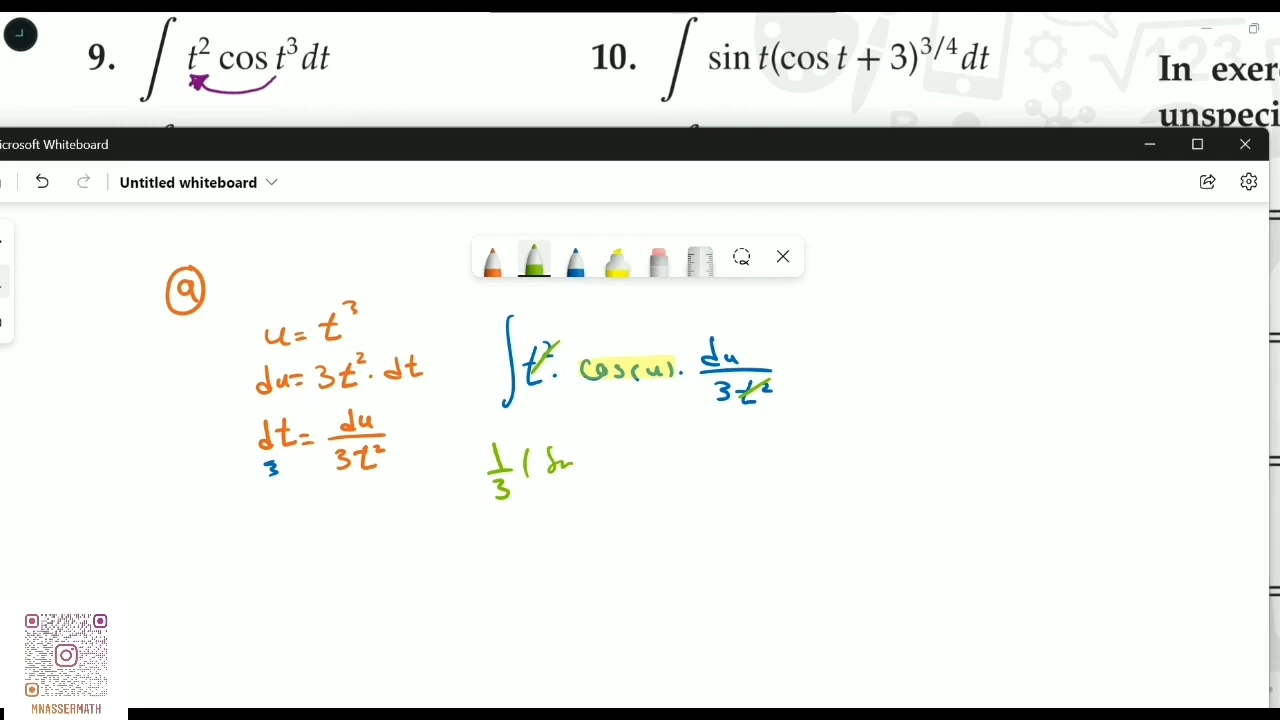 9. ∫ t² cos t³ dt
10. ∫ sin t(cos t + 3)^{3/4} dt
In exer
unspeci
icrosoft Whiteboard
Untitled whiteboard
9
u = t³
du = 3t² · dt
dt = du/3t²
3
∫ t² · cos(u) · du/3t²
1/3 (
MNASSERMATH